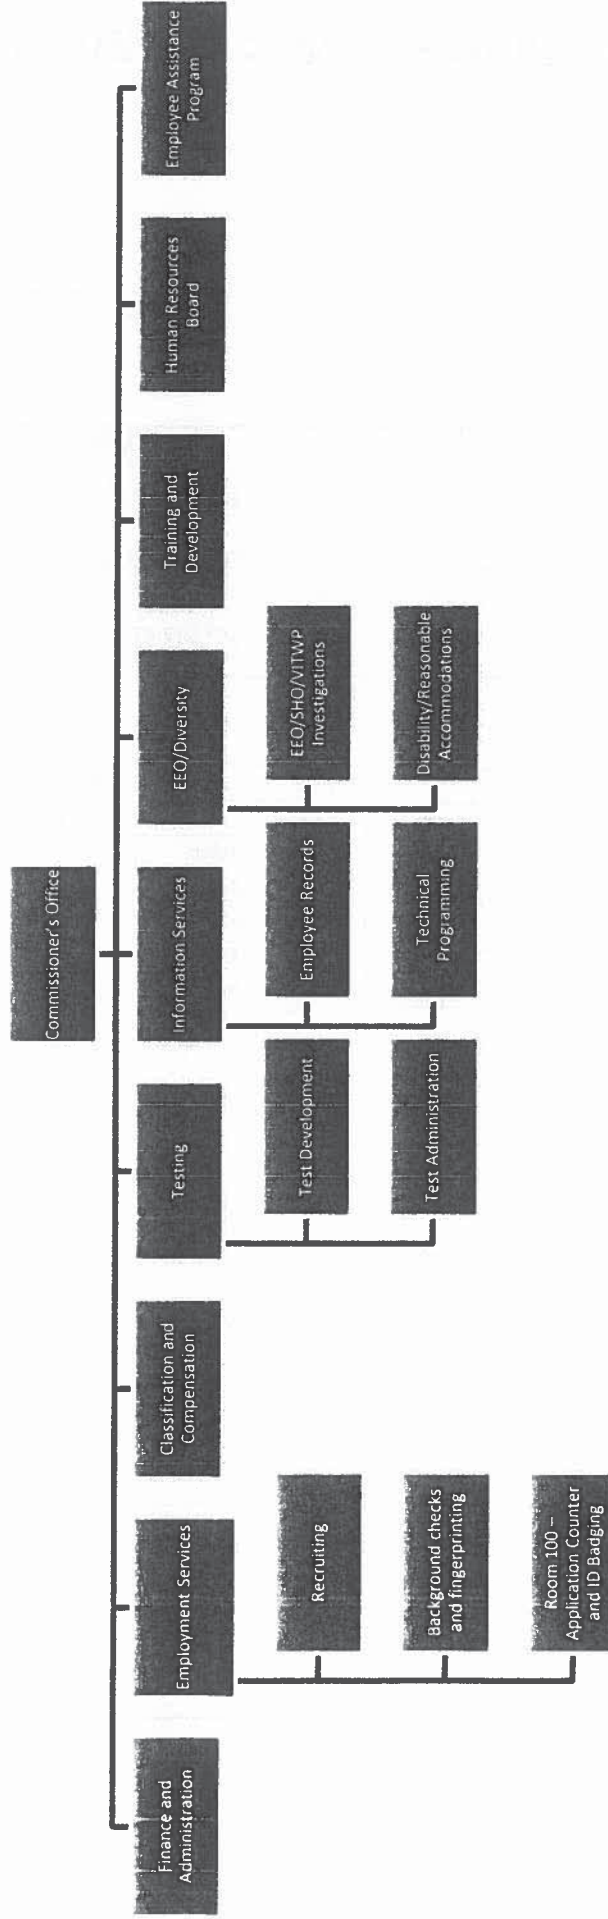 Commissioner's Office
Finance and
Administration
Employment Services
Recruiting
Background checks
and fingerprinting
Room 100 –
Application Counter
and ID Badging
Classification and
Compensation
Testing
Test Development
Test Administration
Information Services
Employee Records
Technical
Programming
EEO/Diversity
EEO/SHO/VITWP
Investigations
Disability/Reasonable
Accommodations
Training and
Development
Human Resources
Board
Employee Assistance
Program